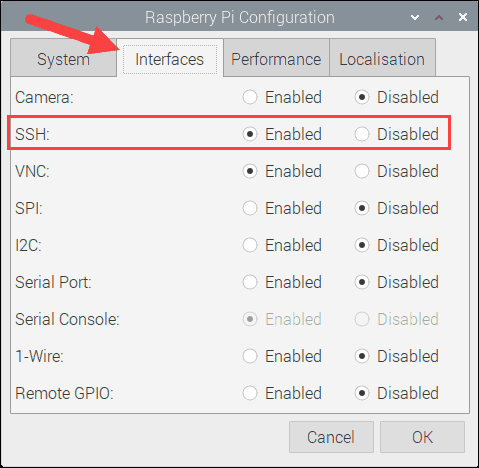 Raspberry Pi Configuration
System Interfaces Performance Localisation
Camera: Enabled Disabled
SSH: Enabled Disabled
VNC: Enabled Disabled
SPI: Enabled Disabled
I2C: Enabled Disabled
Serial Port: Enabled Disabled
Serial Console: Enabled Disabled
1-Wire: Enabled Disabled
Remote GPIO: Enabled Disabled
Cancel OK